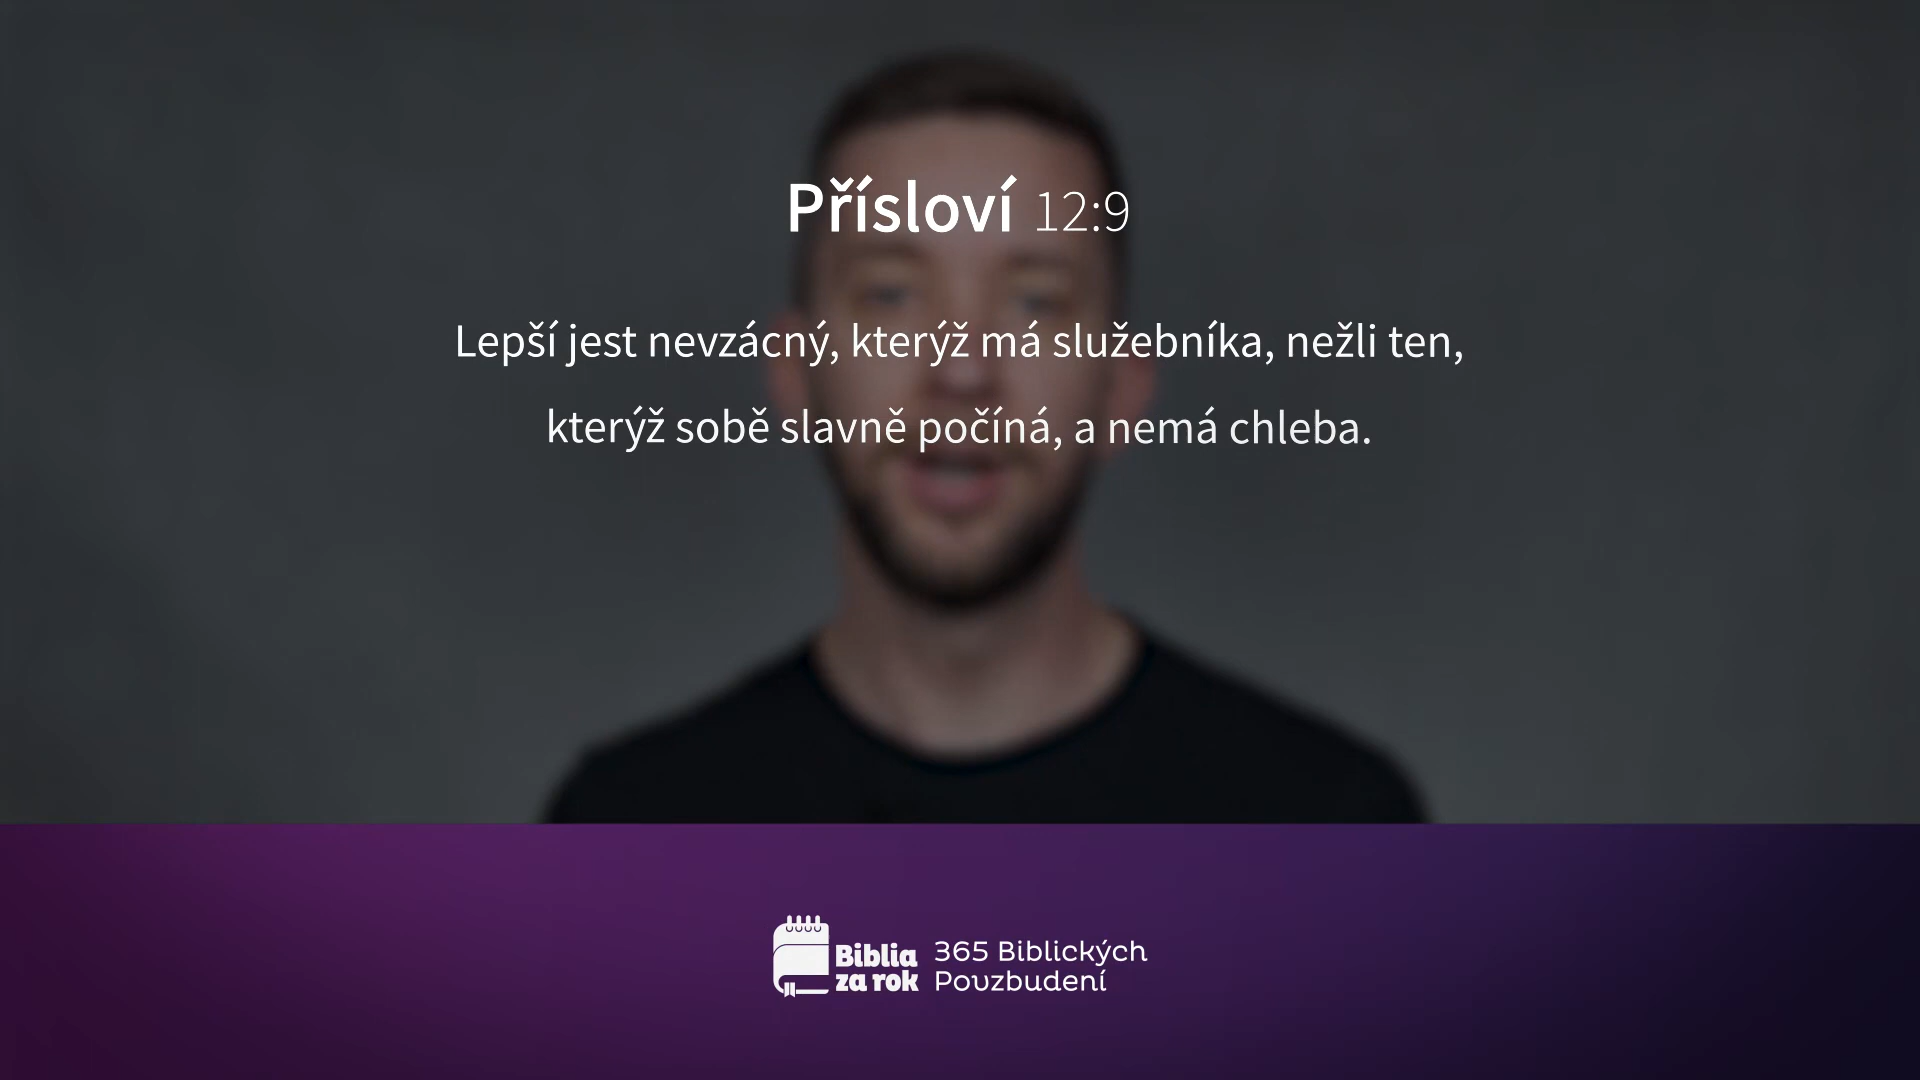 Přísloví 12:9
Lepší jest nevzácný, kterýž má služebníka, nežli ten,
kterýž sobě slavně počíná, a nemá chleba.
Biblia
za rok
365 Biblických
Povzbudení